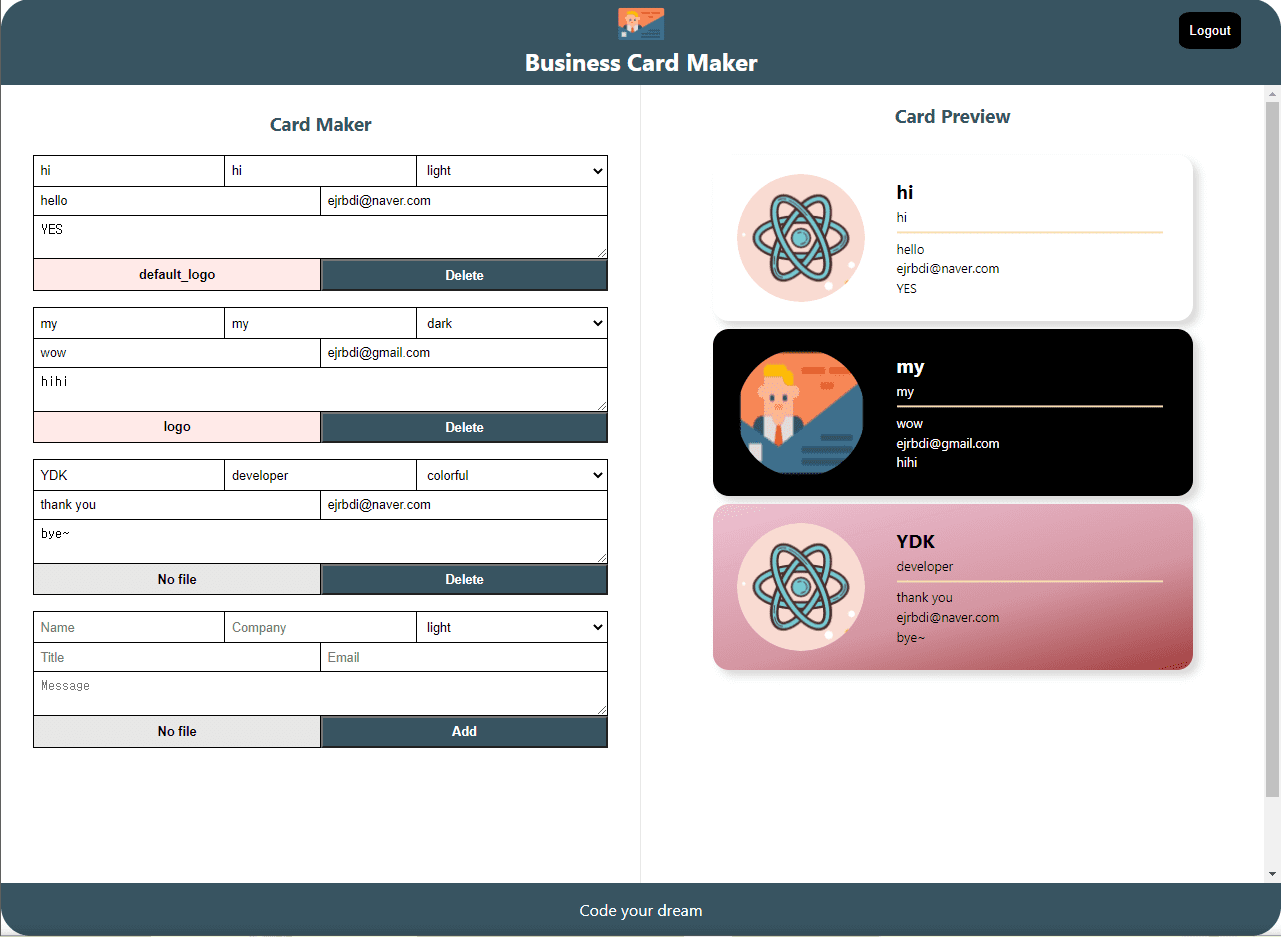 Logout
Business Card Maker
Card Maker
hi hi light
hello ejrbdi@naver.com
YES
default_logo Delete
my my dark
wow ejrbdi@gmail.com
hihi
logo Delete
YDK developer colorful
thank you ejrbdi@naver.com
bye~
No file Delete
Name Company light
Title Email
Message
No file Add
Card Preview
hi
hi
hello
ejrbdi@naver.com
YES
my
my
wow
ejrbdi@gmail.com
hihi
YDK
developer
thank you
ejrbdi@naver.com
bye~
Code your dream